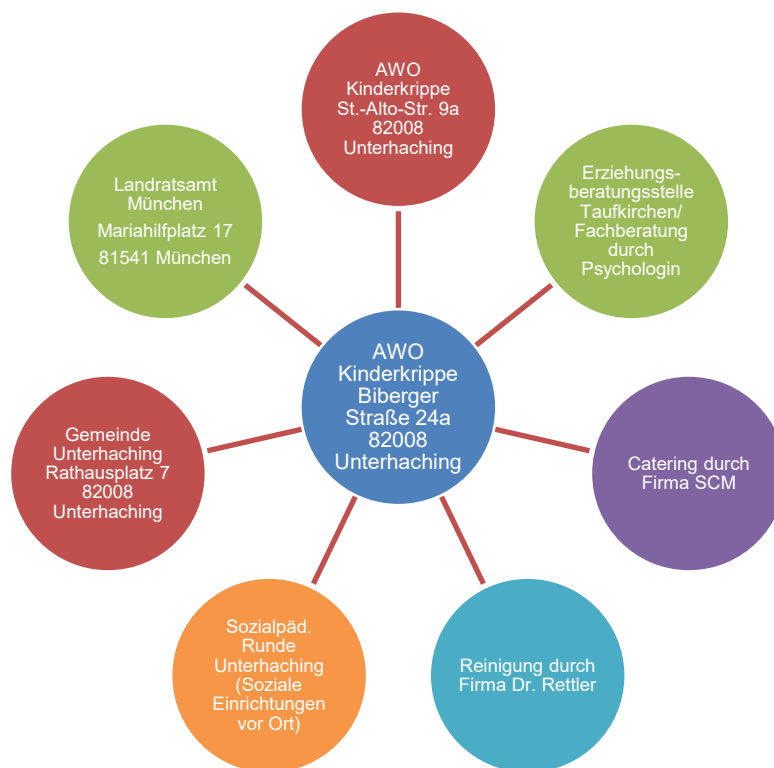 AWO
Kinderkrippe
St.-Alto-Str. 9a
82008
Unterhaching
Landratsamt
München
Mariahilfplatz 17
81541 München
Erziehungs-
beratungsstelle
Taufkirchen/
Fachberatung
durch
Psychologin
AWO
Kinderkrippe
Biberger
Straße 24a
82008
Unterhaching
Gemeinde
Unterhaching
Rathausplatz 7
82008
Unterhaching
Catering durch
Firma SCM
Sozialpäd.
Runde
Unterhaching
(Soziale
Einrichtungen
vor Ort)
Reinigung durch
Firma Dr. Rettler